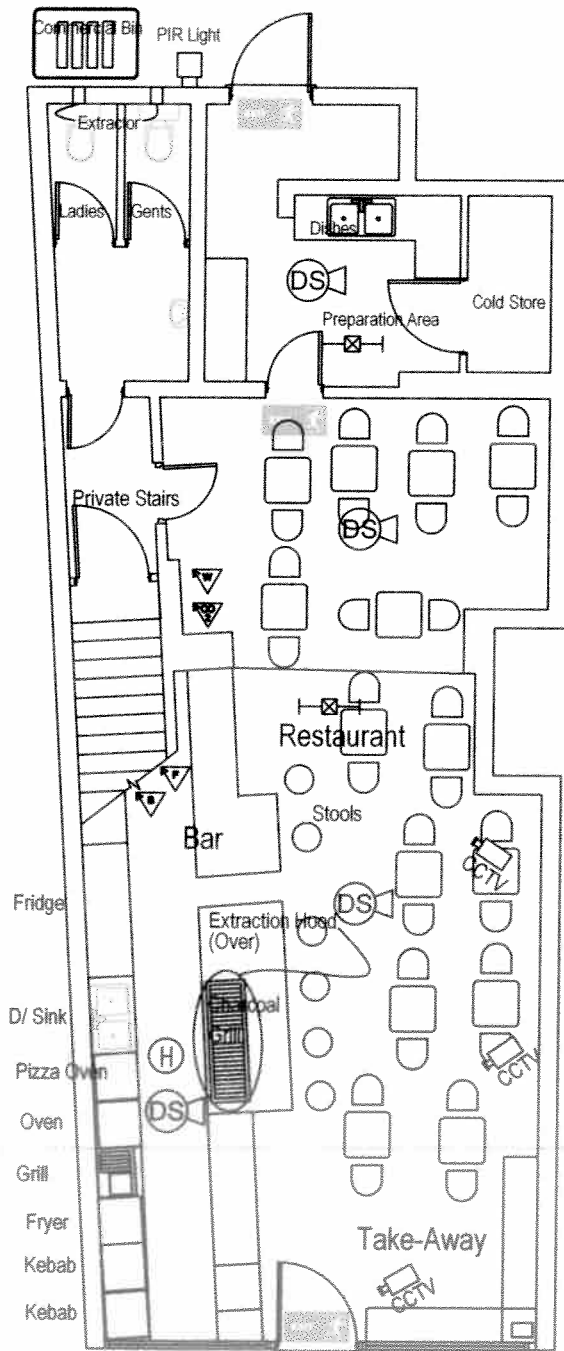 Commercial Bin
PIR Light
Extractor
Ladies
Gents
Dishes
DS
Cold Store
Preparation Area
Private Stairs
DS
W
Restaurant
F
Stools
Bar
CCTV
Fridge
DS
Extraction Hood
(Over)
Charcoal
Grill
D/ Sink
H
CCTV
Pizza Oven
DS
Oven
Grill
Fryer
Take-Away
Kebab
CCTV
Kebab